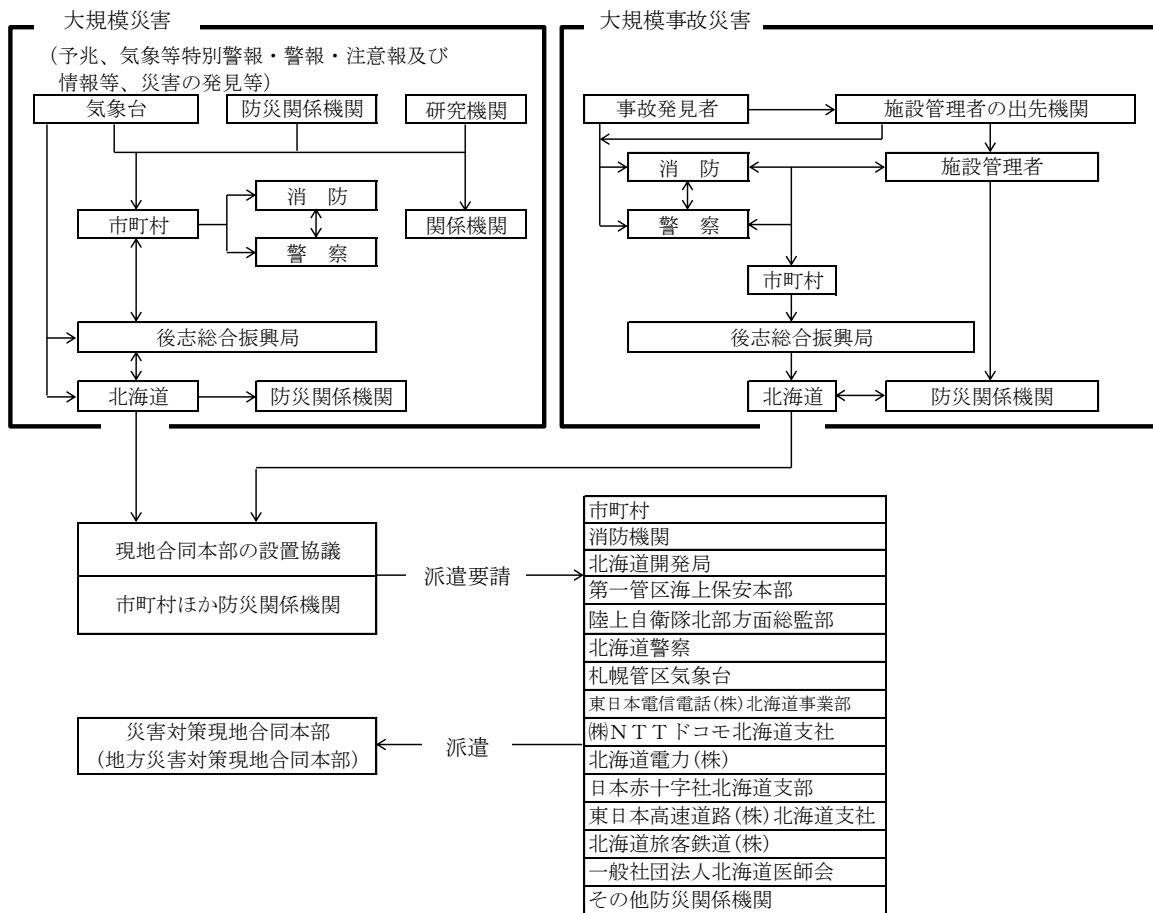 大規模災害
(予兆、気象等特別警報・警報・注意報及び
情報等、災害の発見等)
気象台
防災関係機関
研究機関
消 防
市町村
関係機関
警 察
後志総合振興局
北海道
防災関係機関
大規模事故災害
事故発見者
施設管理者の出先機関
消 防
施設管理者
警 察
市町村
後志総合振興局
北海道
防災関係機関
現地合同本部の設置協議
市町村ほか防災関係機関
派遣要請
市町村
消防機関
北海道開発局
第一管区海上保安本部
陸上自衛隊北部方面総監部
北海道警察
札幌管区気象台
東日本電信電話(株)北海道事業部
㈱NTTドコモ北海道支社
北海道電力(株)
日本赤十字社北海道支部
東日本高速道路(株)北海道支社
北海道旅客鉄道(株)
一般社団法人北海道医師会
その他防災関係機関
派遣
災害対策現地合同本部
(地方災害対策現地合同本部)